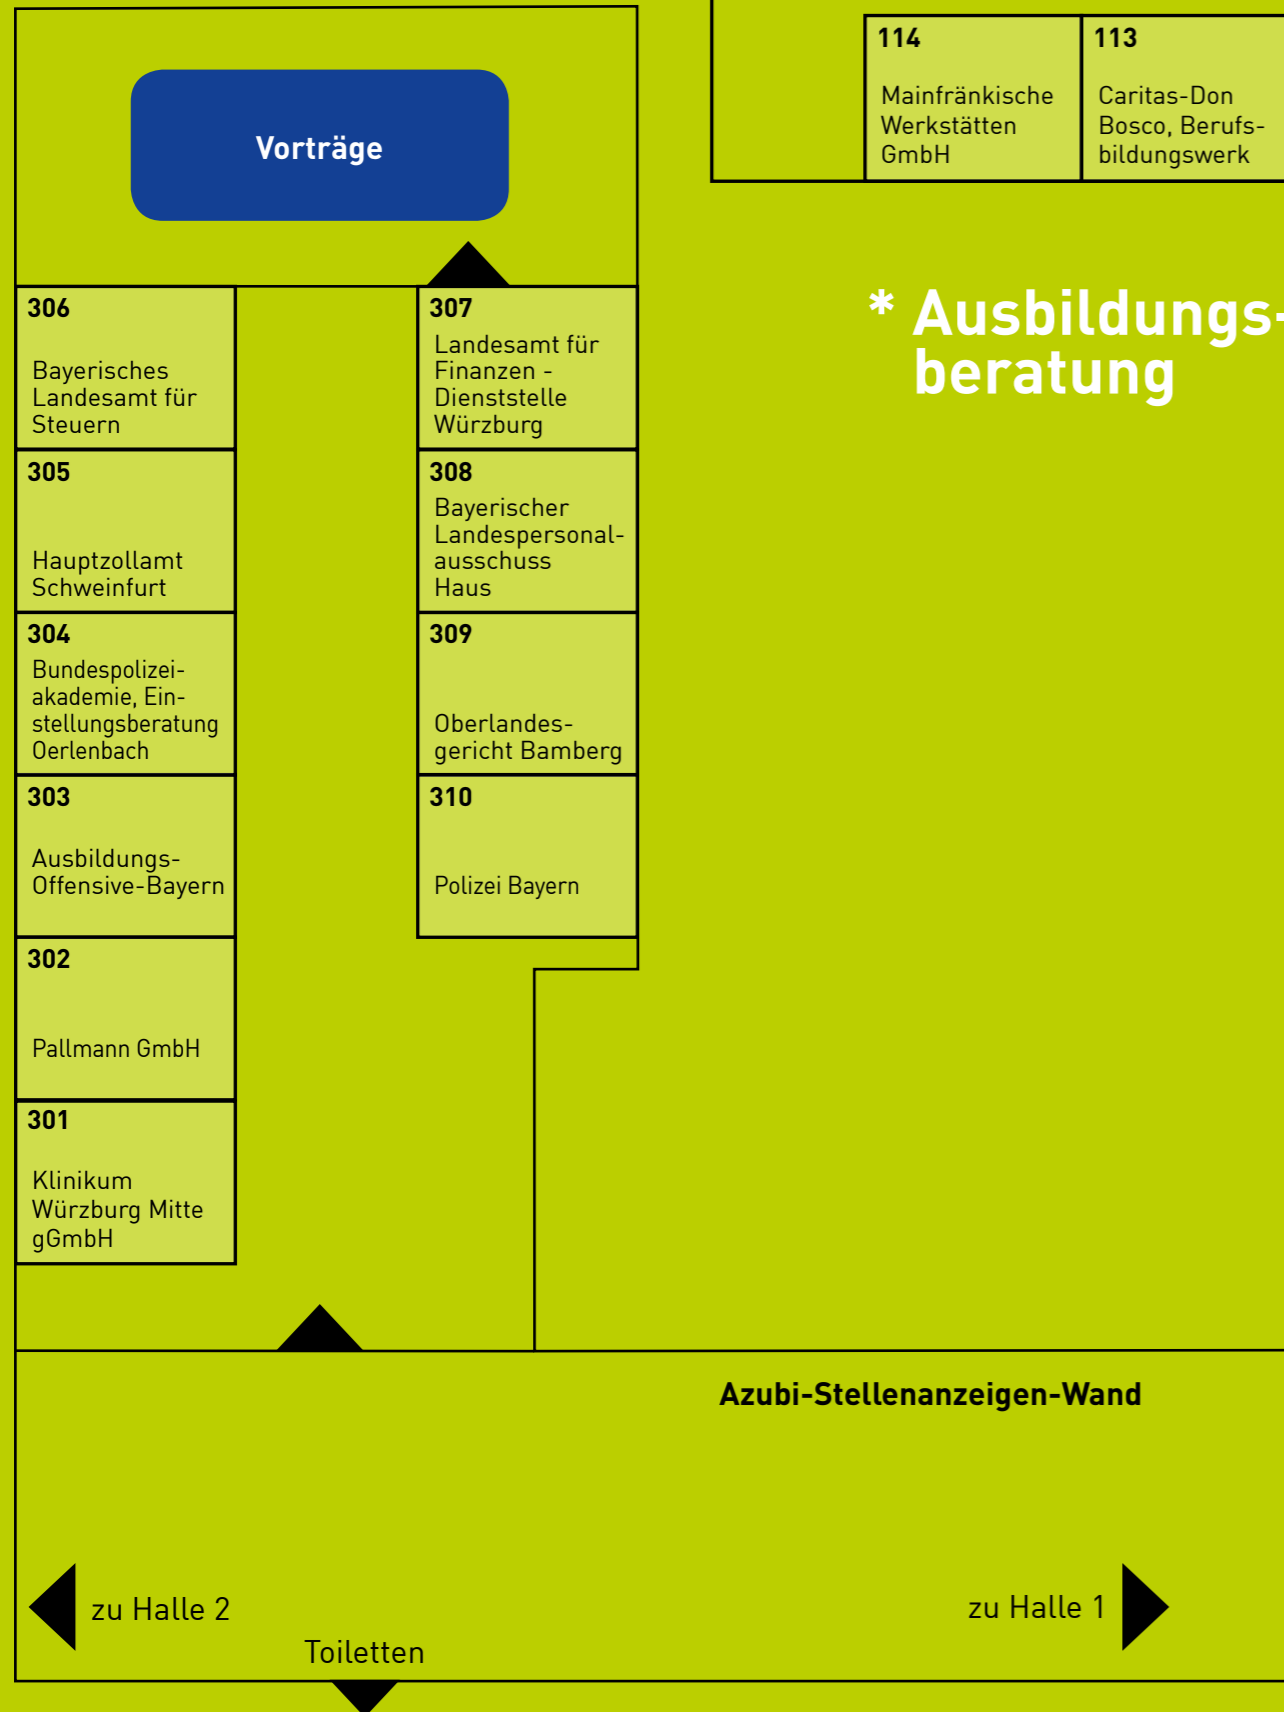 Vorträge
114
Mainfränkische
Werkstätten
GmbH
113
Caritas-Don
Bosco, Berufs-
bildungswerk
* Ausbildungs-
beratung
306
Bayerisches
Landesamt für
Steuern
305
Hauptzollamt
Schweinfurt
304
Bundespolizei-
akademie, Ein-
stellungsberatung
Oerlenbach
303
Ausbildungs-
Offensive-Bayern
302
Pallmann GmbH
301
Klinikum
Würzburg Mitte
gGmbH
307
Landesamt für
Finanzen -
Dienststelle
Würzburg
308
Bayerischer
Landespersonal-
ausschuss
Haus
309
Oberlandes-
gericht Bamberg
310
Polizei Bayern
Azubi-Stellenanzeigen-Wand
zu Halle 2
zu Halle 1
Toiletten